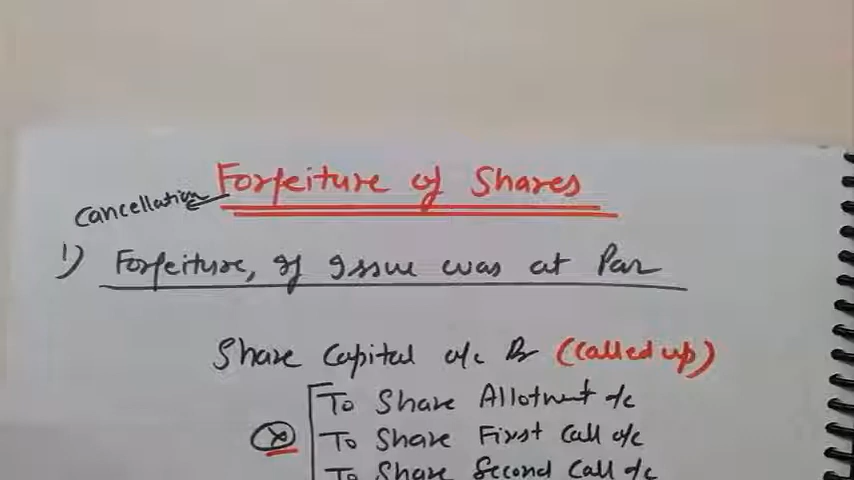 Forfeiture of Shares
Cancellation
1) Forfeiture, if Issue was at Par
Share Capital a/c Dr (Called up)
To Share Allotment a/c
To Share First Call a/c
To Share Second Call a/c